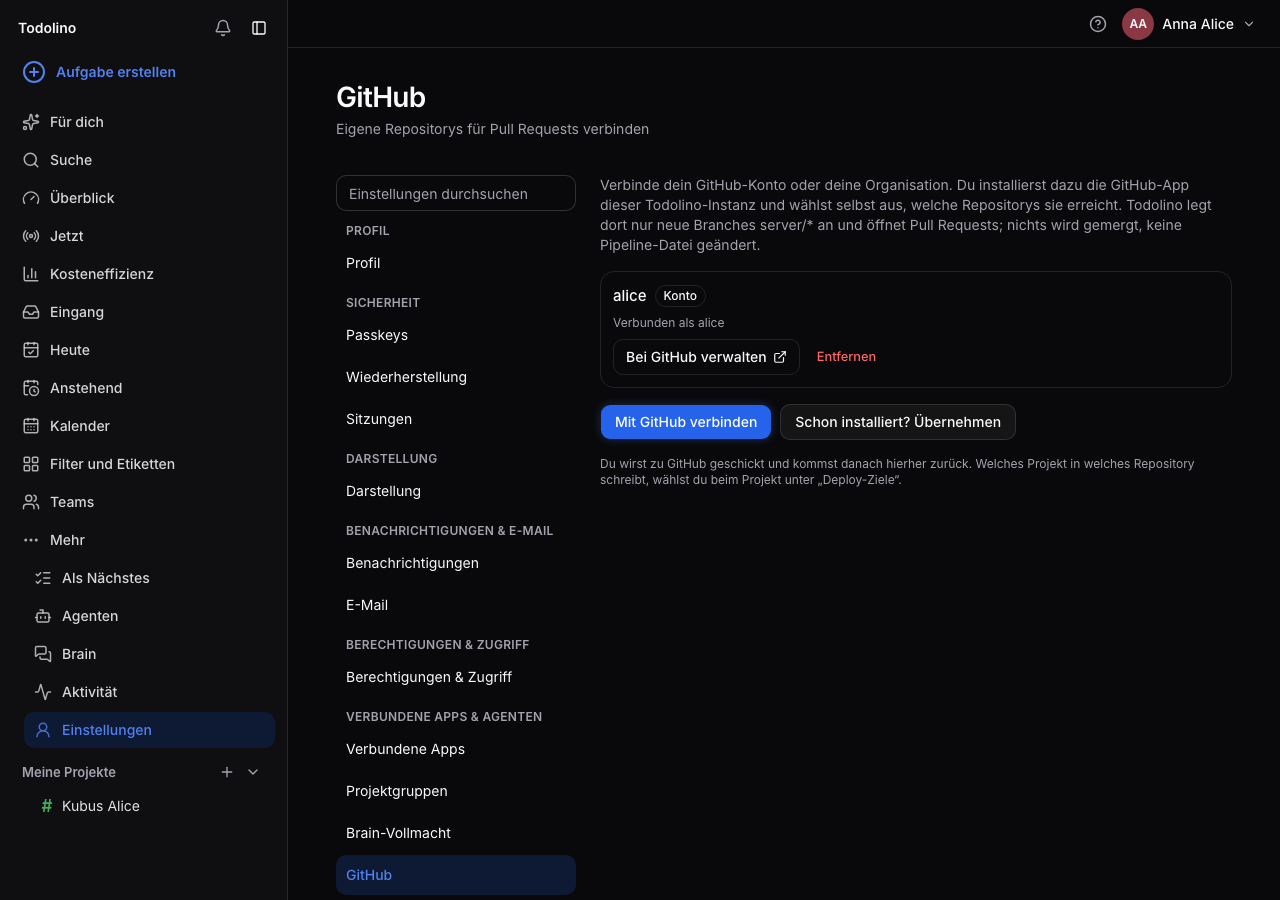 Todolino
Aufgabe erstellen
Für dich
Suche
Überblick
Jetzt
Kosteneffizienz
Eingang
Heute
Anstehend
Kalender
Filter und Etiketten
Teams
Mehr
Als Nächstes
Agenten
Brain
Aktivität
Einstellungen
Meine Projekte
# Kubus Alice
AA Anna Alice
GitHub
Eigene Repositorys für Pull Requests verbinden
Einstellungen durchsuchen
PROFIL
Profil
SICHERHEIT
Passkeys
Wiederherstellung
Sitzungen
DARSTELLUNG
Darstellung
BENACHRICHTIGUNGEN & E-MAIL
Benachrichtigungen
E-Mail
BERECHTIGUNGEN & ZUGRIFF
Berechtigungen & Zugriff
VERBUNDENE APPS & AGENTEN
Verbundene Apps
Projektgruppen
Brain-Vollmacht
GitHub
Verbinde dein GitHub-Konto oder deine Organisation. Du installierst dazu die GitHub-App
dieser Todolino-Instanz und wählst selbst aus, welche Repositorys sie erreicht. Todolino legt
dort nur neue Branches server/* an und öffnet Pull Requests; nichts wird gemergt, keine
Pipeline-Datei geändert.
alice Konto
Verbunden als alice
Bei GitHub verwalten Entfernen
Mit GitHub verbinden Schon installiert? Übernehmen
Du wirst zu GitHub geschickt und kommst danach hierher zurück. Welches Projekt in welches Repository
schreibt, wählst du beim Projekt unter „Deploy-Ziele“.